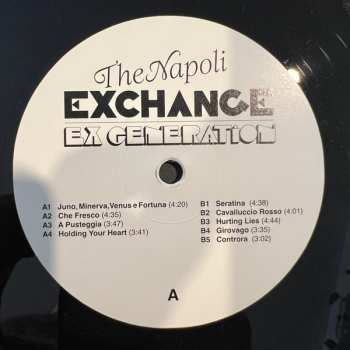 The Napoli
EXCHANGE
EX GENERATION
A1 Juno, Minerva, Venus e Fortuna (4:20)
A2 Che Fresco (4:35)
A3 A Pusteggia (3:47)
A4 Holding Your Heart (3:41)
B1 Seratina (4:38)
B2 Cavalluccio Rosso (4:01)
B3 Hurting Lies (4:44)
B4 Girovago (3:35)
B5 Controra (3:02)
A